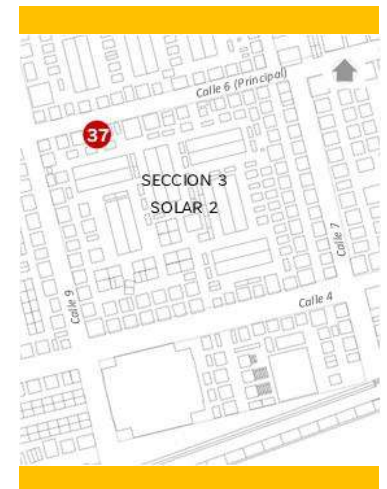 Calle 6 (Principal)
37
SECCION 3
SOLAR 2
Calle 7
Calle 9
Calle 4